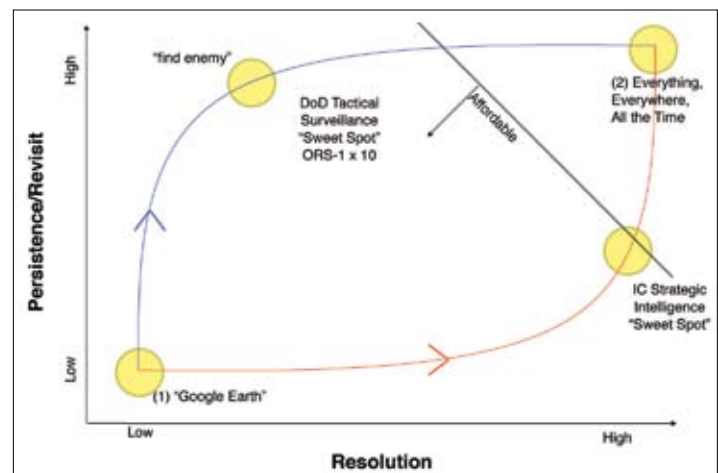 High
Persistence/Revisit
Low
"find enemy"
DoD Tactical
Surveillance
"Sweet Spot"
ORS-1 x 10
Affordable
(2) Everything,
Everywhere,
All the Time
IC Strategic
Intelligence
"Sweet Spot"
(1) "Google Earth"
Low
High
Resolution